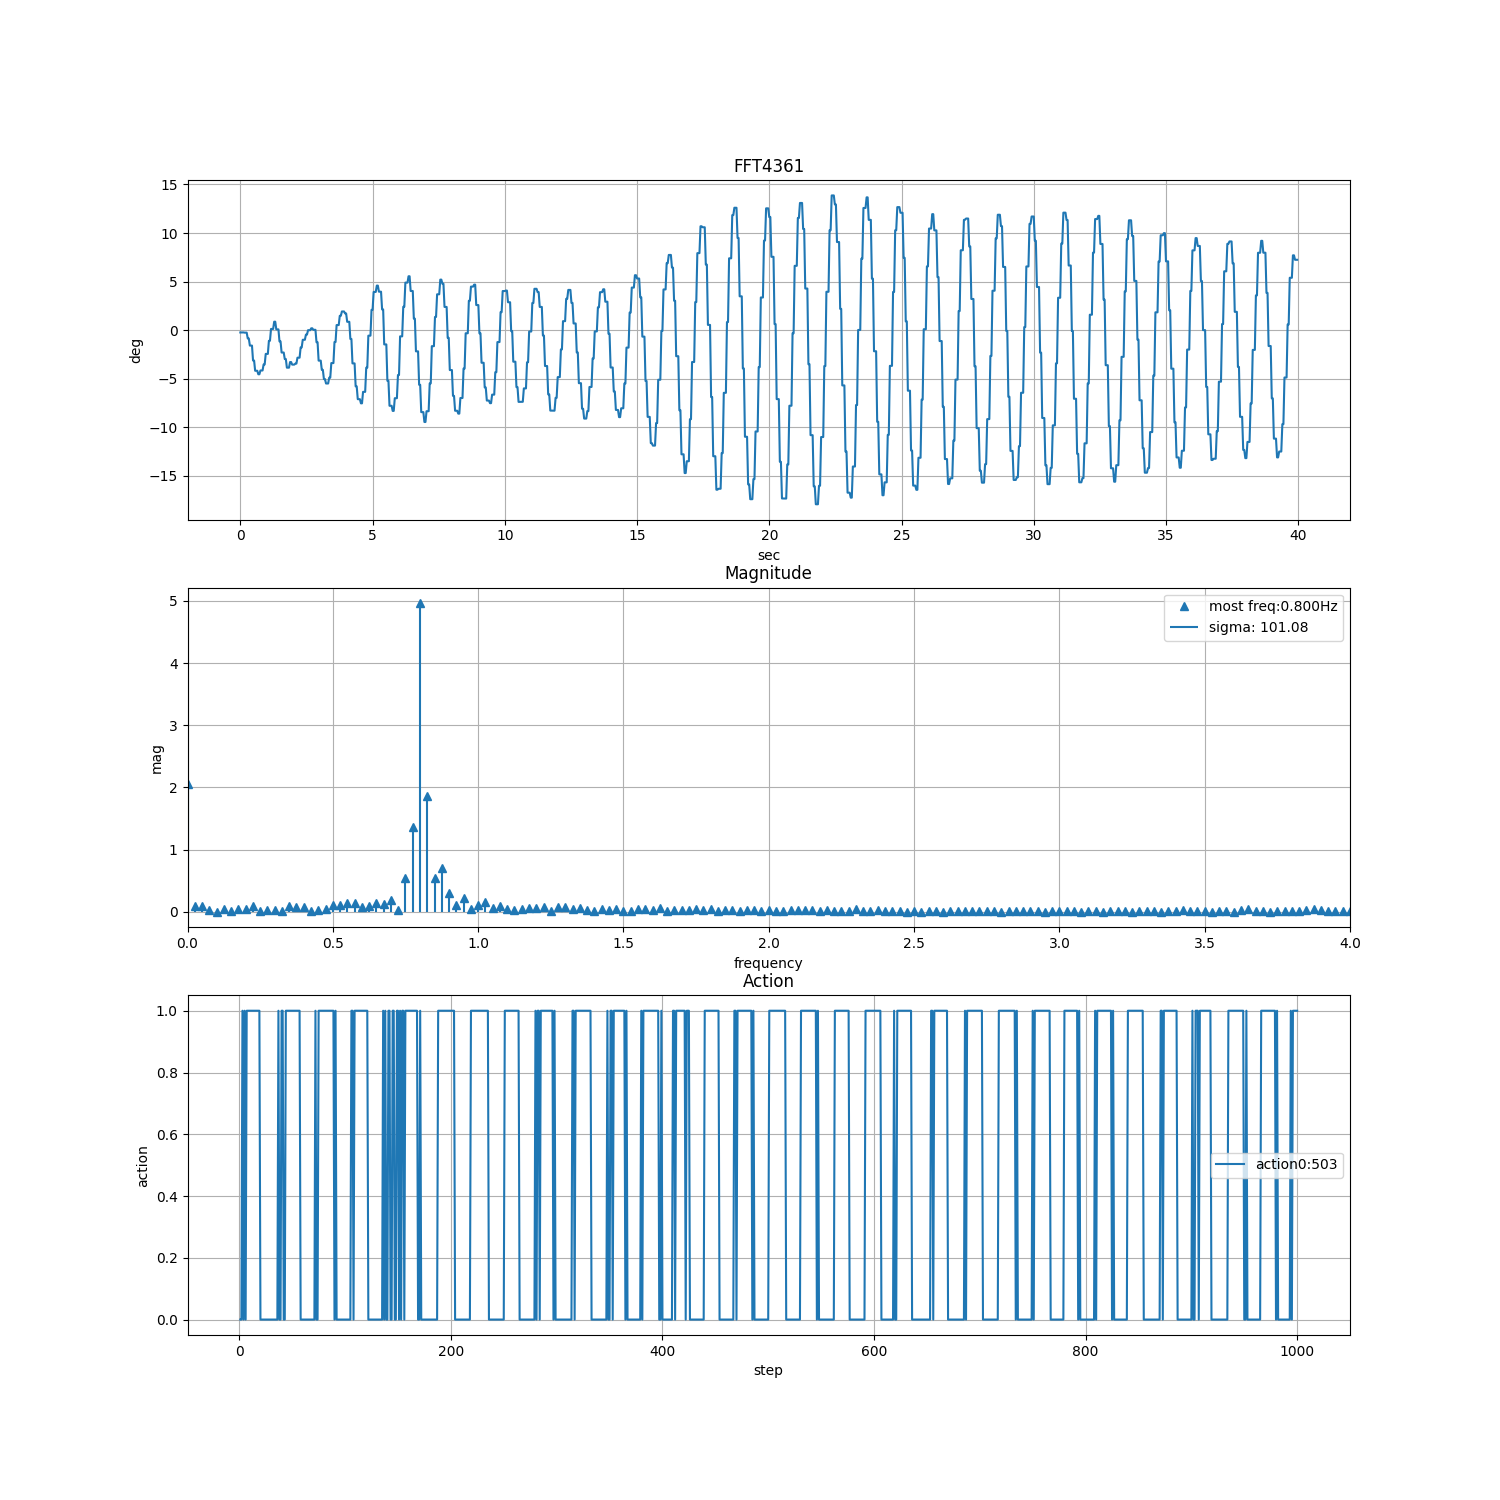 FFT4361
15
10
5
0
−5
−10
−15
deg
0 5 10 15 20 25 30 35 40
sec
Magnitude
5
4
3
2
1
0
mag
most freq:0.800Hz
sigma: 101.08
0.0 0.5 1.0 1.5 2.0 2.5 3.0 3.5 4.0
frequency
Action
1.0
0.8
0.6
0.4
0.2
0.0
action
action0:503
0 200 400 600 800 1000
step